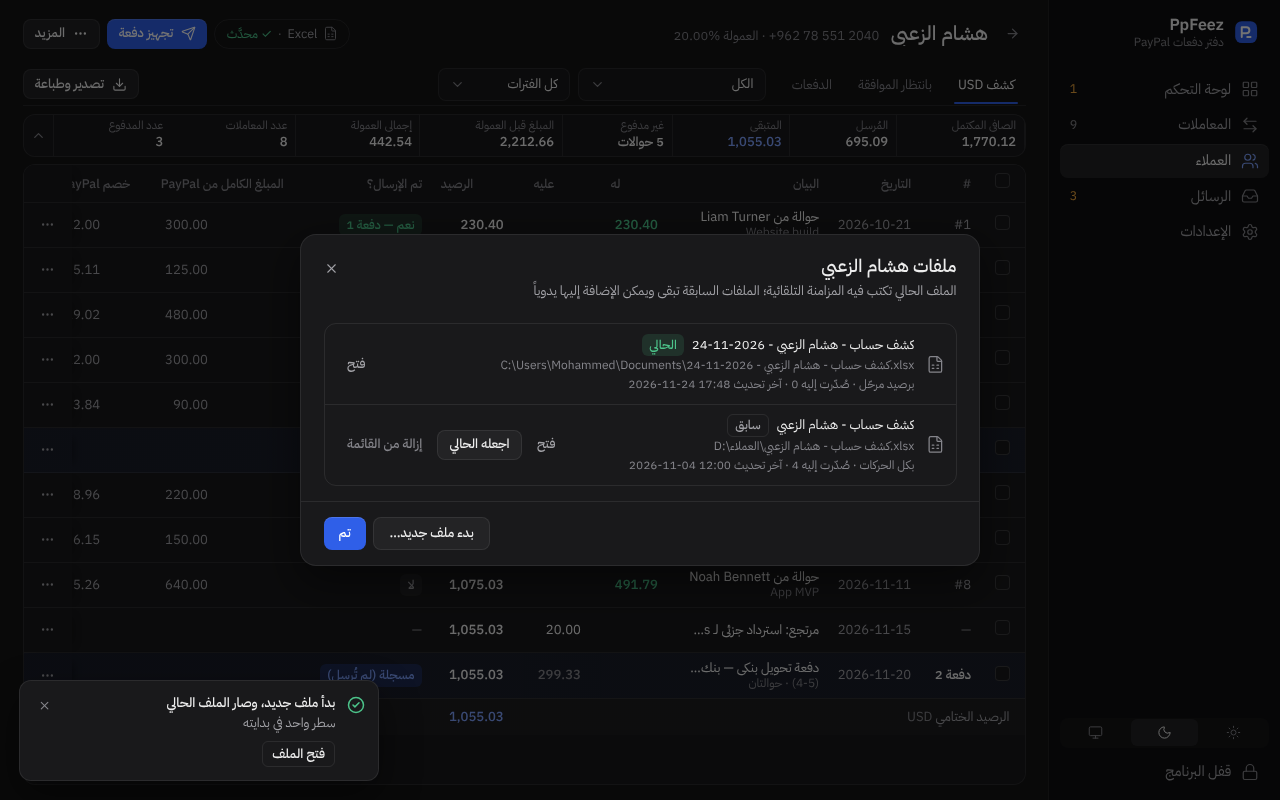 PpFeez
دفتر دفعات PayPal
لوحة التحكم 1
المعاملات 9
العملاء
الرسائل 3
الإعدادات
قفل البرنامج
هشام الزعبي
+962 78 551 2040 · العمولة 20.00%
Excel · محدَّث ✓
تجهيز دفعة
المزيد
كشف USD
بانتظار الموافقة
الدفعات
الكل
كل الفترات
تصدير وطباعة
الصافي المكتمل 1,770.12
المُرسل 695.09
المتبقي 1,055.03
غير مدفوع 5 حوالات
المبلغ قبل العمولة 2,212.66
إجمالي العمولة 442.54
عدد المعاملات 8
عدد المدفوع 3
# التاريخ البيان له عليه الرصيد تم الإرسال؟ المبلغ الكامل من PayPal خصم
#1 2026-10-21 حوالة من Liam Turner 230.40 230.40 نعم — دفعة 1 300.00 2.00
Website build
125.00 5.11
480.00 9.02
300.00 2.00
90.00 3.84
220.00 8.96
150.00 6.15
#8 2026-11-11 حوالة من Noah Bennett 491.79 1,075.03 لا 640.00 5.26
App MVP
— 2026-11-15 مرتجع: استرداد جزئي لـ s... 20.00 1,055.03 —
دفعة 2 2026-11-20 دفعة تحويل بنكي — بنك... 299.33 1,055.03 مسجلة (لم تُرسل)
(4-5) · حوالتان
الرصيد الختامي USD 1,055.03
ملفات هشام الزعبي
الملف الحالي تكتب فيه المزامنة التلقائية؛ الملفات السابقة تبقى ويمكن الإضافة إليها يدوياً
كشف حساب - هشام الزعبي - 2026-11-24 الحالي
C:\Users\Mohammed\Documents\كشف حساب - هشام الزعبي - 2026-11-24.xlsx
برصيد مرحّل · صُدّرت إليه 0 · آخر تحديث 2026-11-24 17:48
فتح
كشف حساب - هشام الزعبي سابق
D:\العملاء\كشف حساب - هشام الزعبي.xlsx
بكل الحركات · صُدّرت إليه 4 · آخر تحديث 2026-11-04 12:00
فتح
اجعله الحالي
إزالة من القائمة
بدء ملف جديد...
تم
بدأ ملف جديد، وصار الملف الحالي
سطر واحد في بدايته
فتح الملف